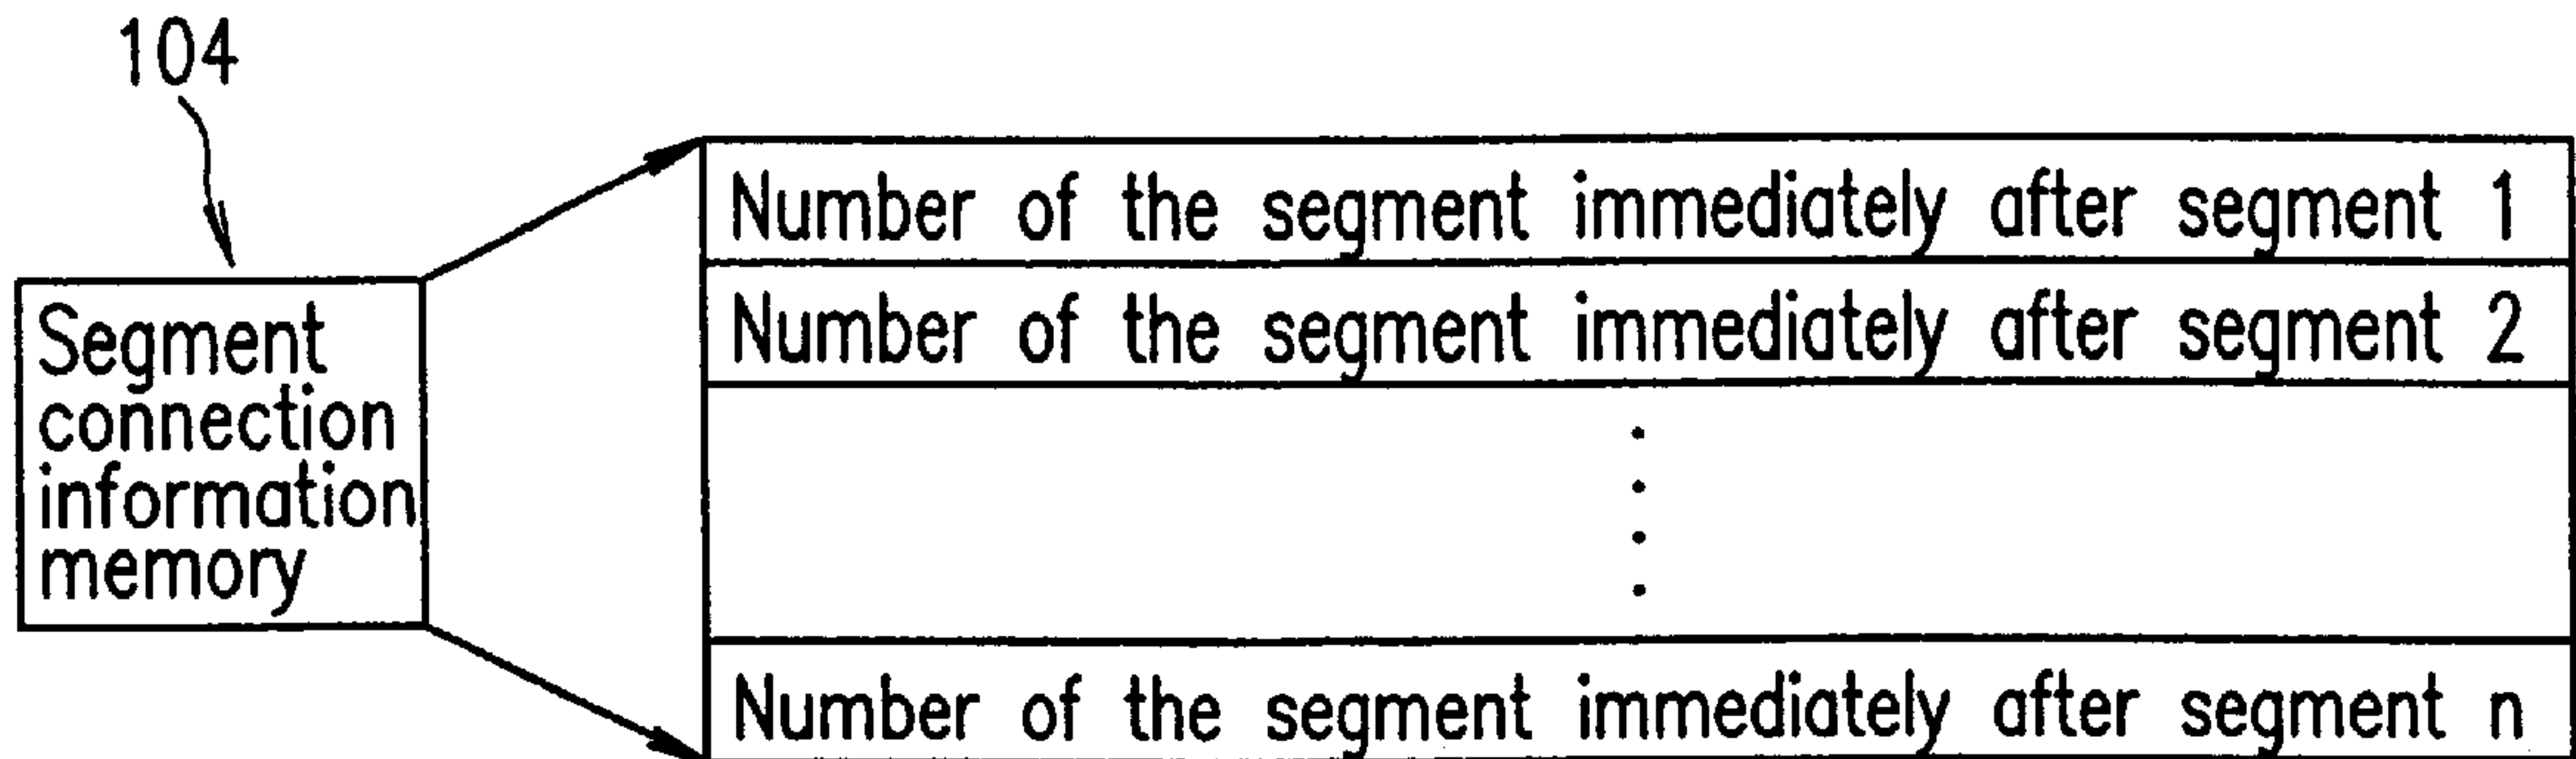 104
Segment
connection
information
memory
Number of the segment immediately after segment 1
Number of the segment immediately after segment 2
Number of the segment immediately after segment n